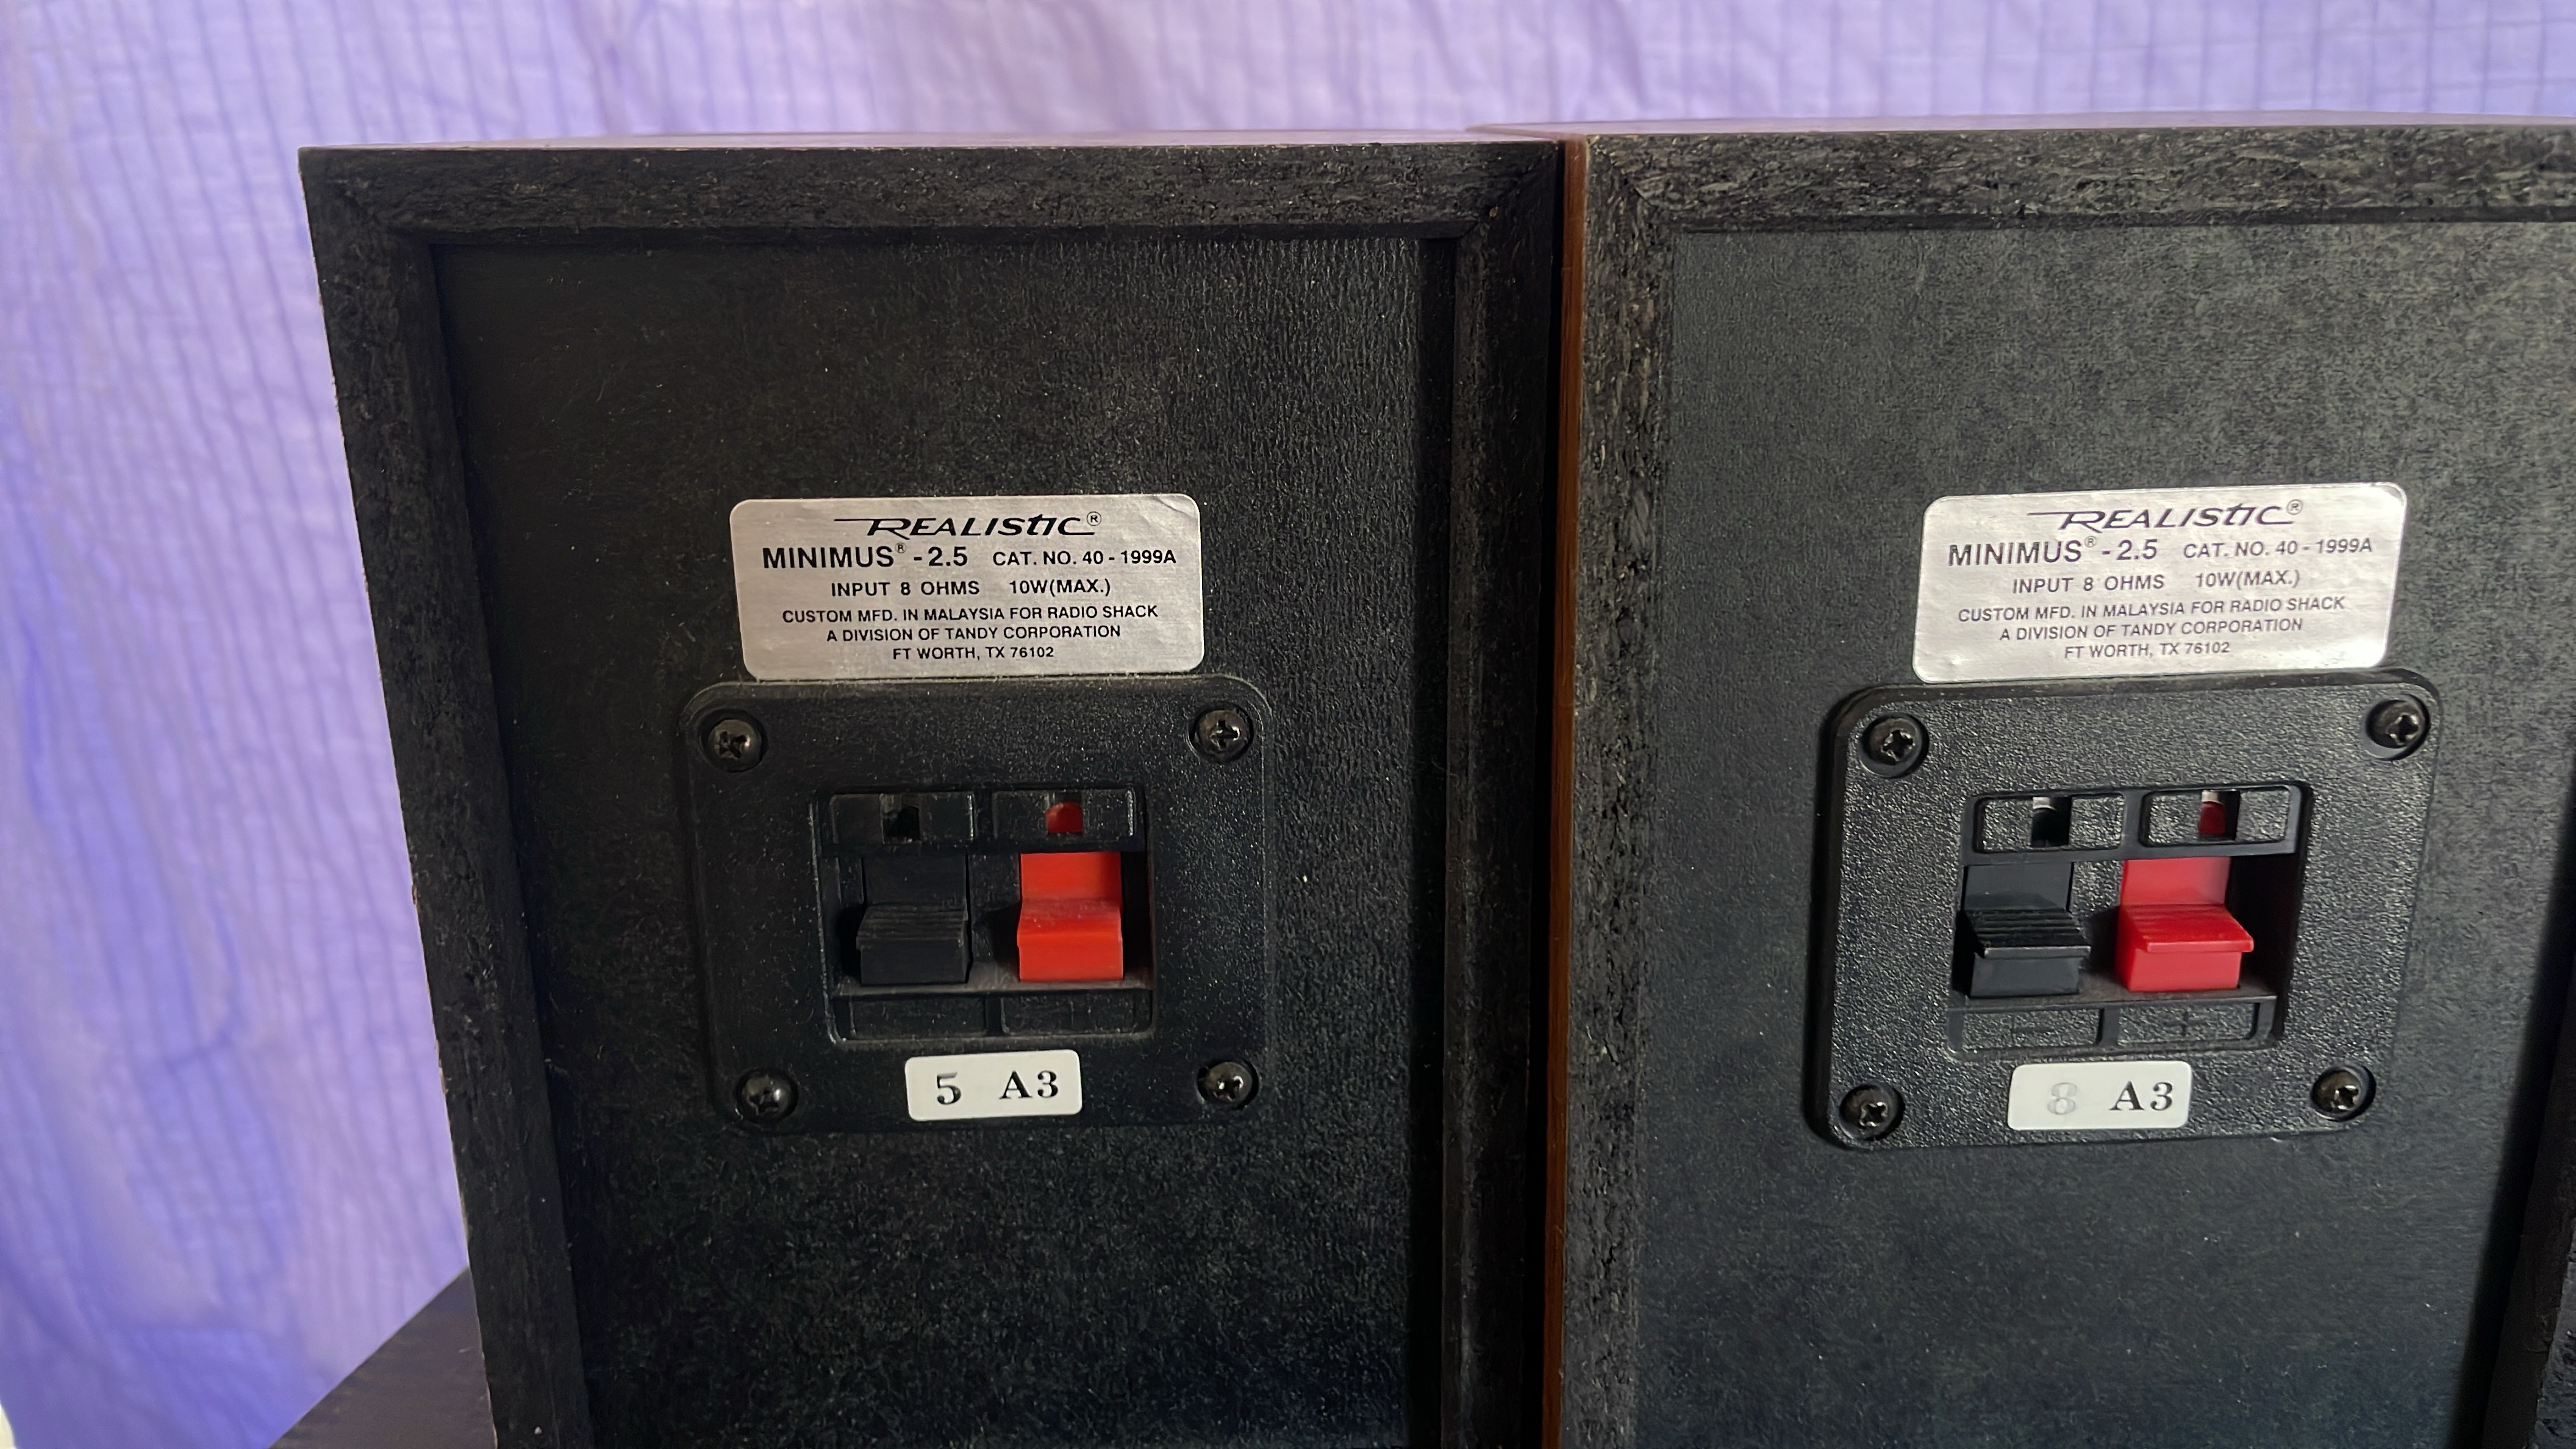 REALISTIC®
MINIMUS® - 2.5 CAT. NO. 40 - 1999A
INPUT 8 OHMS 10W(MAX.)
CUSTOM MFD. IN MALAYSIA FOR RADIO SHACK
A DIVISION OF TANDY CORPORATION
FT WORTH, TX 76102
5 A3
REALISTIC®
MINIMUS® - 2.5 CAT. NO. 40 - 1999A
INPUT 8 OHMS 10W(MAX.)
CUSTOM MFD. IN MALAYSIA FOR RADIO SHACK
A DIVISION OF TANDY CORPORATION
FT WORTH, TX 76102
- +
8 A3